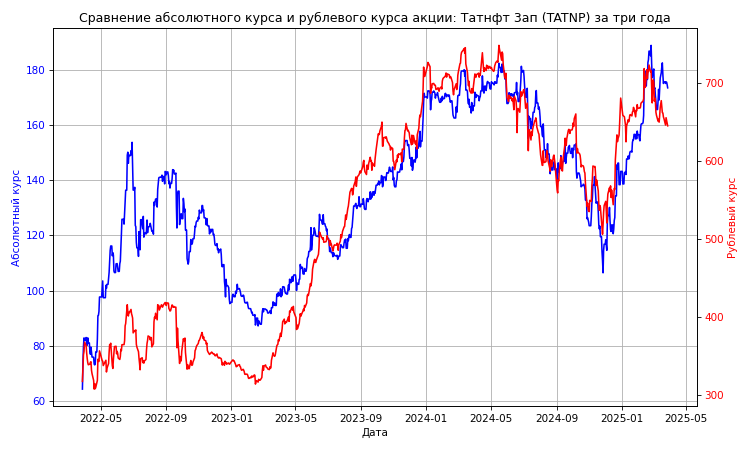 Сравнение абсолютного курса и рублевого курса акции: Татнфт 3ап (TATNP) за три года
180
160
140
120
100
80
60
Абсолютный курс
700
600
500
400
300
Рублевый курс
2022-05 2022-09 2023-01 2023-05 2023-09 2024-01 2024-05 2024-09 2025-01 2025-05
Дата